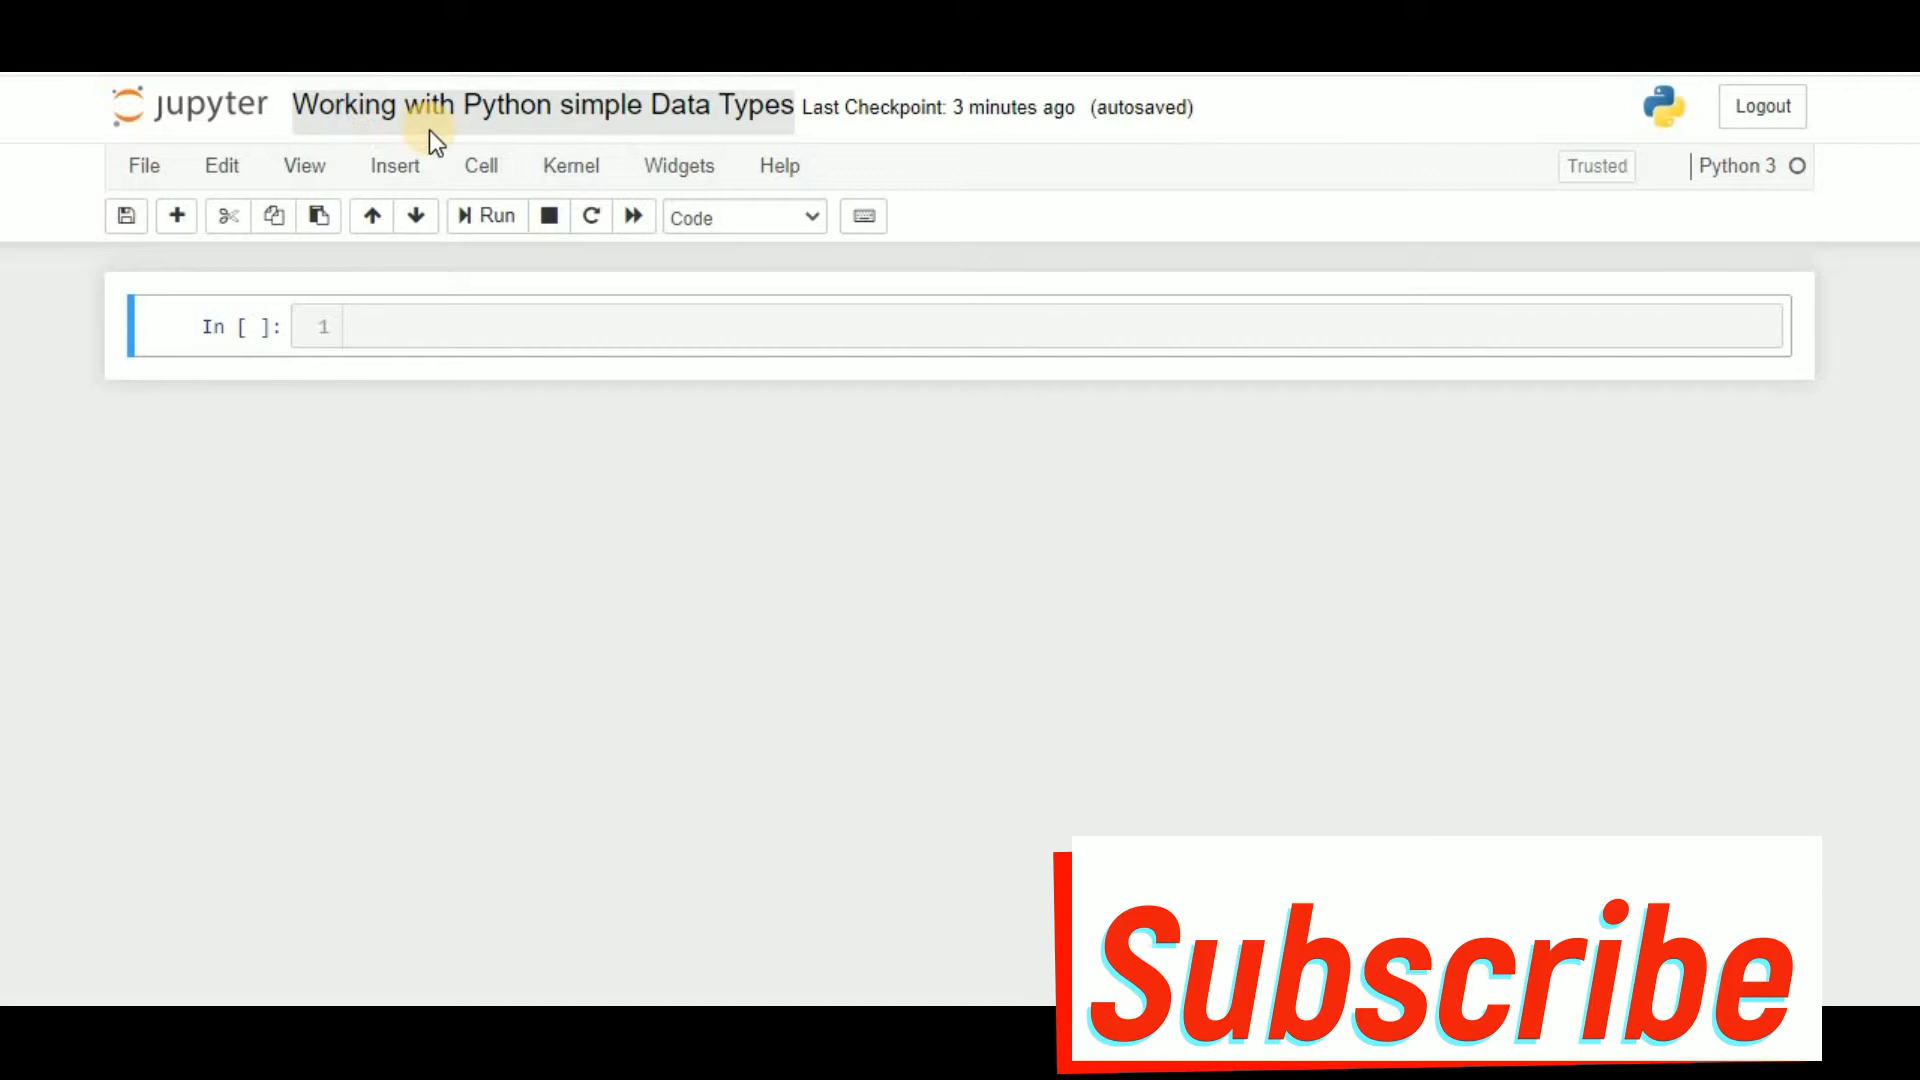 jupyter Working with Python simple Data Types Last Checkpoint: 3 minutes ago (autosaved) Logout
File Edit View Insert Cell Kernel Widgets Help Trusted Python 3
Run Code
In [ ]: 1
Subscribe